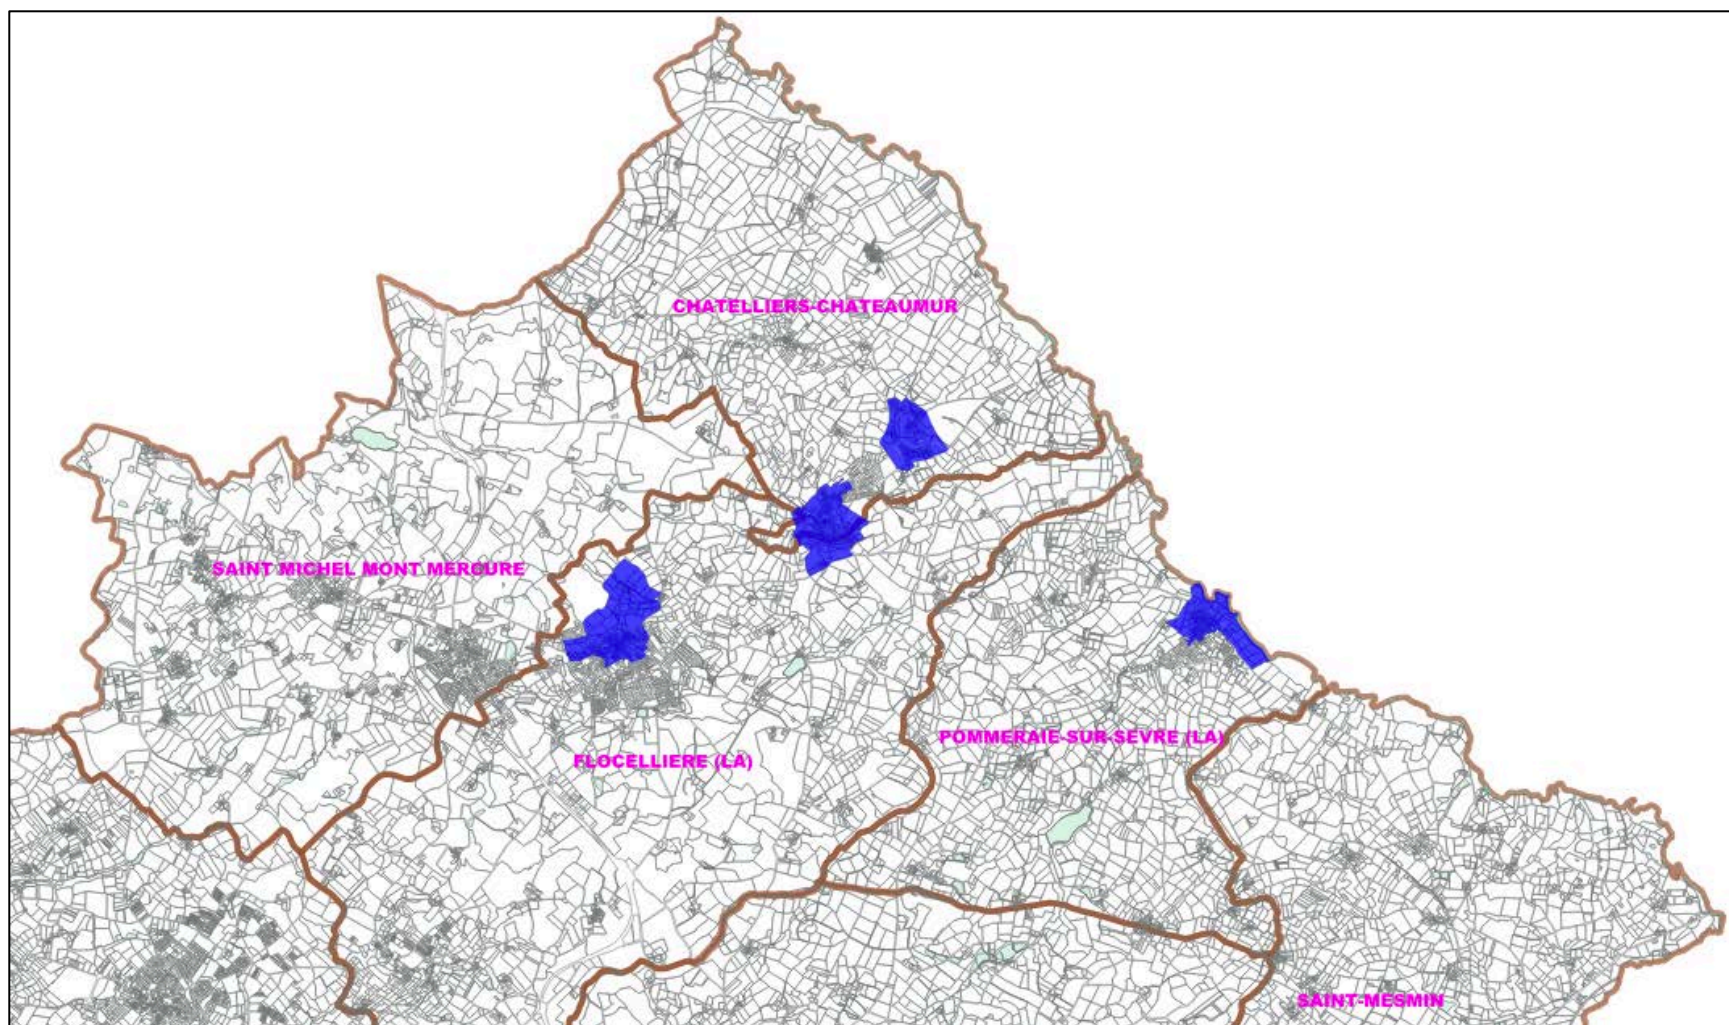 CHATELLIERS-CHATEAUMUR
SAINT MICHEL MONT MERCURE
POMMERAIE-SUR-SEVRE (LA)
FLOCELLIERE (LA)
SAINT-MESMIN